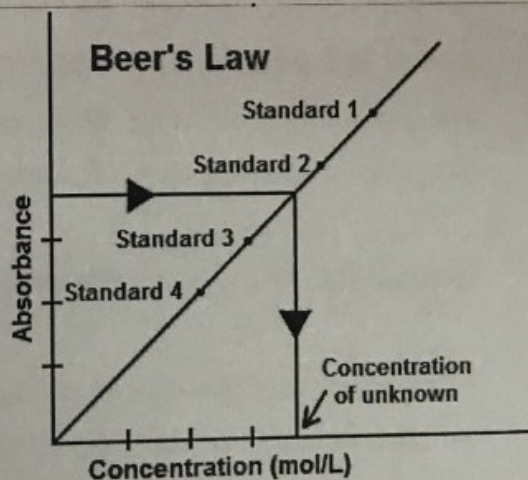 Beer's Law
Standard 1
Standard 2
Standard 3
Standard 4
Absorbance
Concentration
of unknown
Concentration (mol/L)